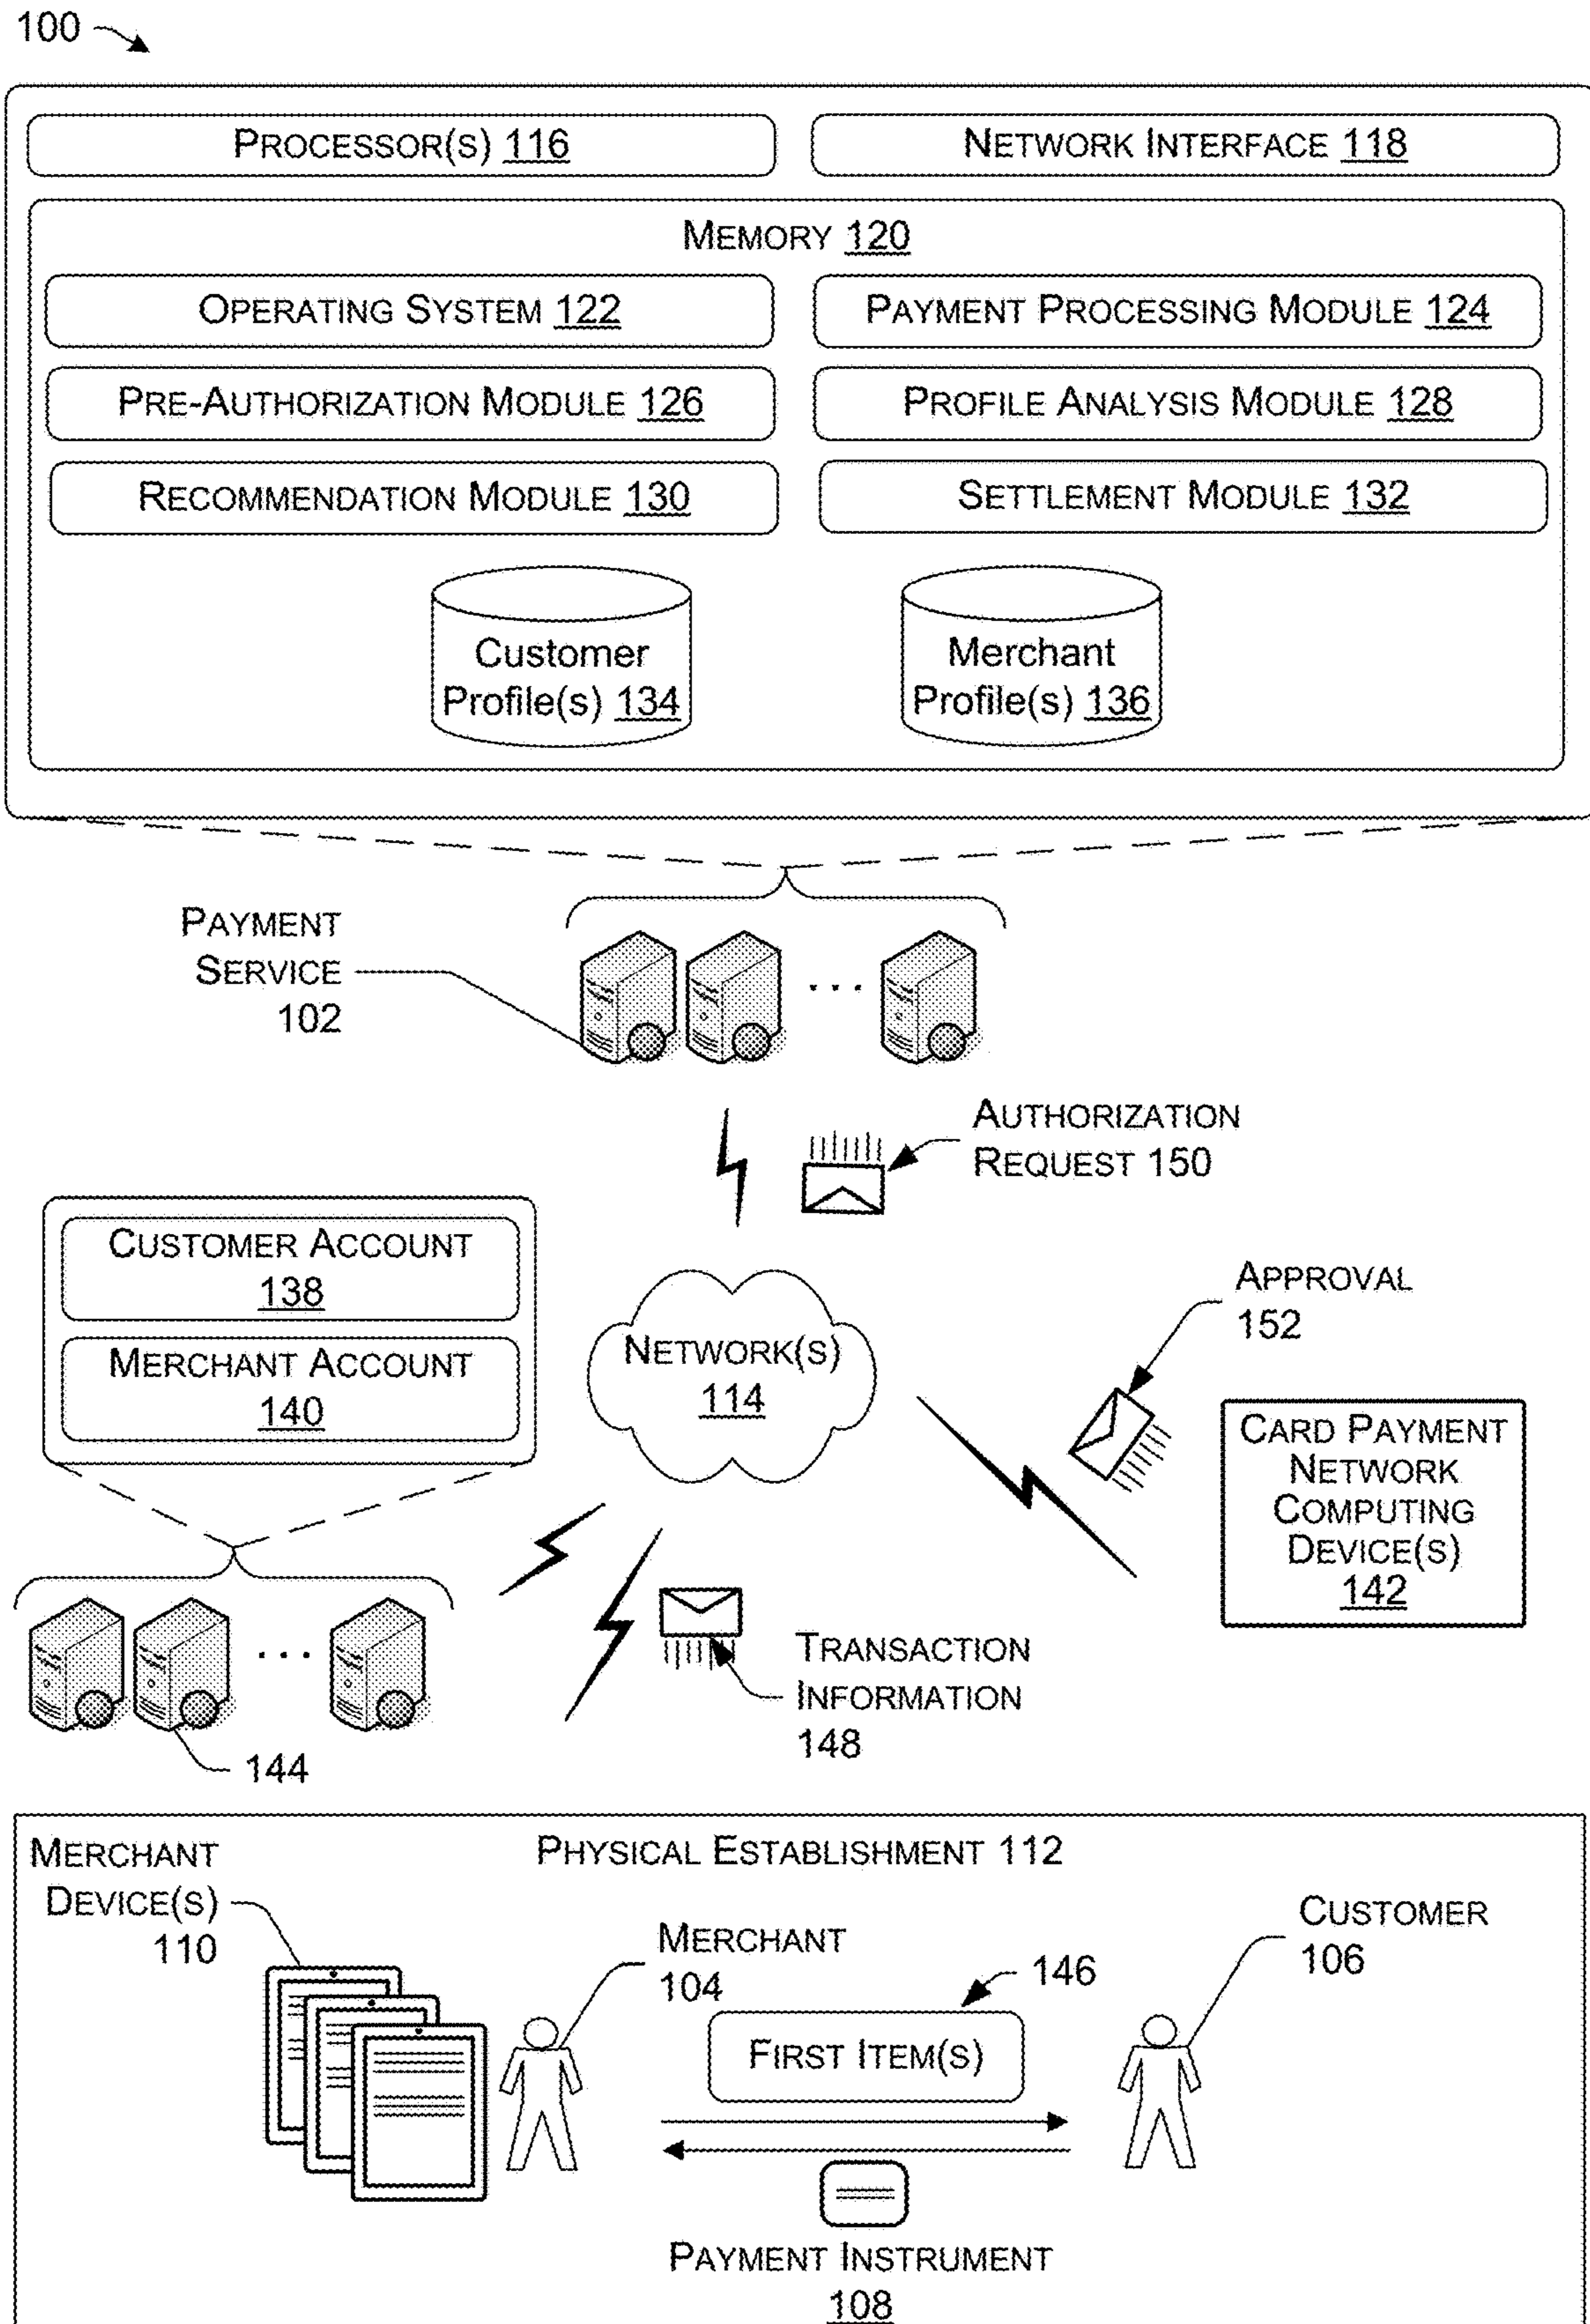 100
PROCESSOR(S) 116
NETWORK INTERFACE 118
MEMORY 120
OPERATING SYSTEM 122
PAYMENT PROCESSING MODULE 124
PRE-AUTHORIZATION MODULE 126
PROFILE ANALYSIS MODULE 128
RECOMMENDATION MODULE 130
SETTLEMENT MODULE 132
Customer
Profile(s) 134
Merchant
Profile(s) 136
PAYMENT
SERVICE
102
...
AUTHORIZATION
REQUEST 150
CUSTOMER ACCOUNT
138
MERCHANT ACCOUNT
140
NETWORK(S)
114
APPROVAL
152
CARD PAYMENT
NETWORK
COMPUTING
DEVICE(S)
142
...
144
TRANSACTION
INFORMATION
148
PHYSICAL ESTABLISHMENT 112
MERCHANT
DEVICE(S)
110
MERCHANT
104
146
FIRST ITEM(S)
CUSTOMER
106
PAYMENT INSTRUMENT
108